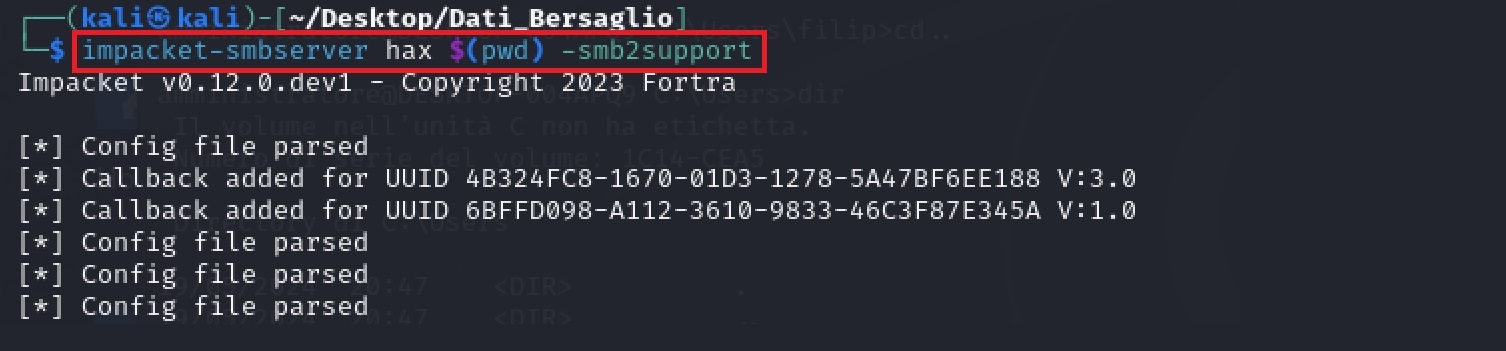 ┌──(kali㉿kali)-[~/Desktop/Dati_Bersaglio]
└─$ impacket-smbserver hax $(pwd) -smb2support
Impacket v0.12.0.dev1 - Copyright 2023 Fortra
[*] Config file parsed
[*] Callback added for UUID 4B324FC8-1670-01D3-1278-5A47BF6EE188 V:3.0
[*] Callback added for UUID 6BFFD098-A112-3610-9833-46C3F87E345A V:1.0
[*] Config file parsed
[*] Config file parsed
[*] Config file parsed